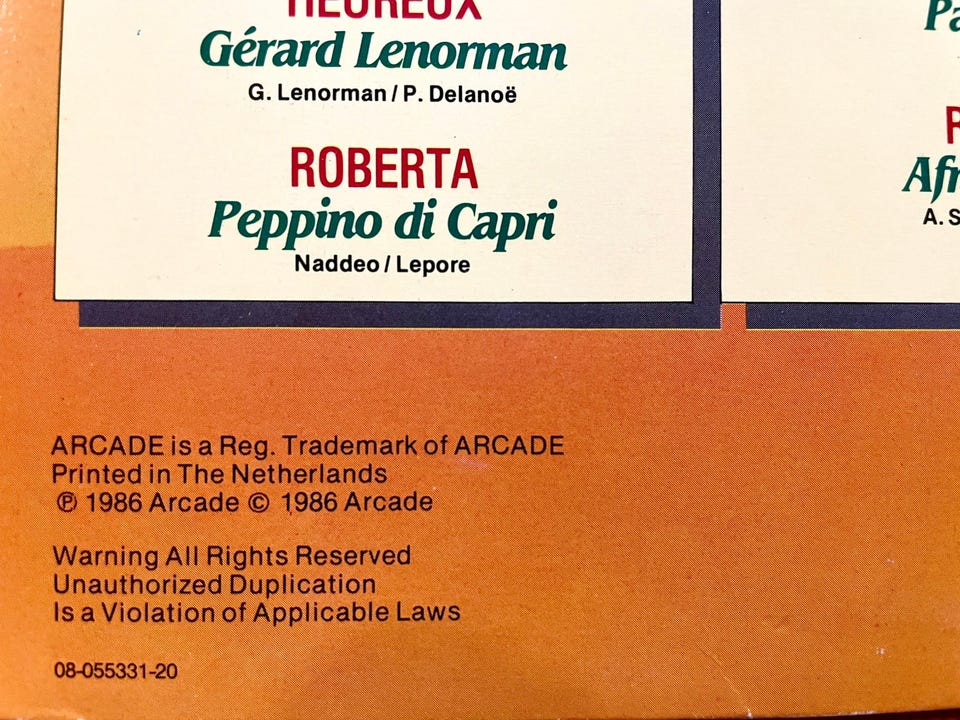 HEUREUX
Gérard Lenorman
G. Lenorman / P. Delanoë
ROBERTA
Peppino di Capri
Naddeo / Lepore
ARCADE is a Reg. Trademark of ARCADE
Printed in The Netherlands
℗ 1986 Arcade © 1986 Arcade
Warning All Rights Reserved
Unauthorized Duplication
Is a Violation of Applicable Laws
08-055331-20